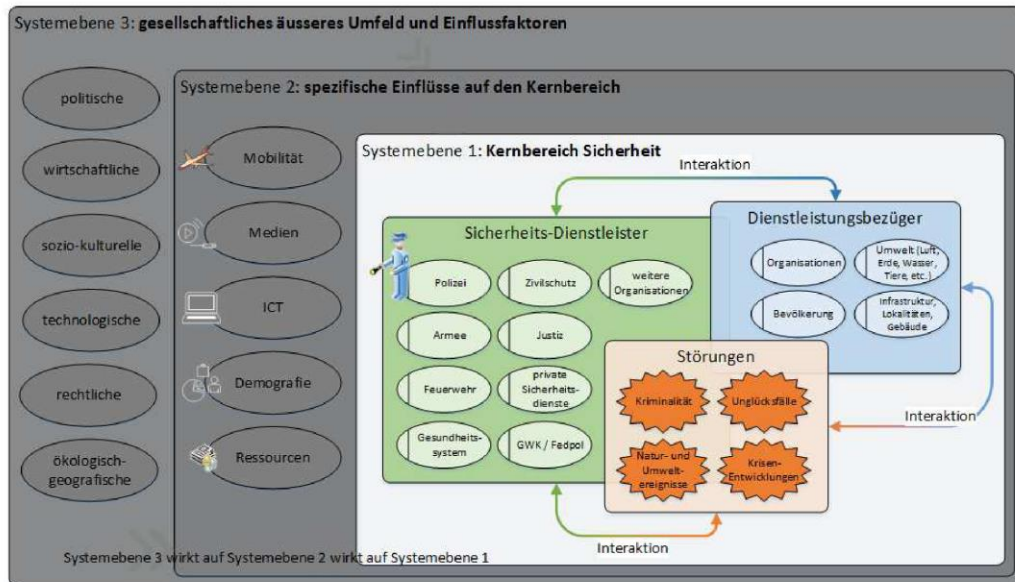 Systemebene 3: gesellschaftliches äusseres Umfeld und Einflussfaktoren
politische
wirtschaftliche
sozio-kulturelle
technologische
rechtliche
ökologisch-
geografische
Systemebene 2: spezifische Einflüsse auf den Kernbereich
Mobilität
Medien
ICT
Demografie
Ressourcen
Systemebene 1: Kernbereich Sicherheit
Interaktion
Sicherheits-Dienstleister
Polizei
Zivilschutz
weitere
Organisationen
Armee
Justiz
Feuerwehr
private
Sicherheits-
dienste
Gesundheits-
system
GWK / Fedpol
Dienstleistungsbezüger
Organisationen
Umwelt (Luft,
Erde, Wasser,
Tiere, etc.)
Bevölkerung
Infrastruktur,
Lokalitäten,
Gebäude
Störungen
Kriminalität
Unglücksfälle
Natur- und
Umwelt-
ereignisse
Krisen-
Entwicklungen
Interaktion
Interaktion
Systemebene 3 wirkt auf Systemebene 2 wirkt auf Systemebene 1